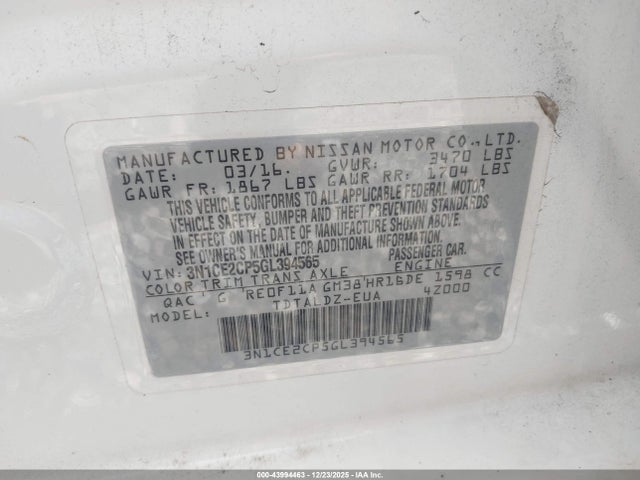 MANUFACTURED BY NISSAN MOTOR CO.,LTD.
DATE: 03/16. GVWR: 3470 LBS
GAWR FR: 1867 LBS GAWR RR: 1704 LBS
THIS VEHICLE CONFORMS TO ALL APPLICABLE FEDERAL MOTOR
VEHICLE SAFETY, BUMPER AND THEFT PREVENTION STANDARDS
IN EFFECT ON THE DATE OF MANUFACTURE SHOWN ABOVE.
SEE OWNER'S MANUAL FOR ADDITIONAL INFORMATION.
VIN: 3N1CE2CP5GL394565 PASSENGER CAR.
COLOR TRIM TRANS AXLE ENGINE
QAC G RE0F11A GM38 HR16DE 1598 CC
MODEL: TDTALDZ-EUA 4Z000
3N1CE2CP5GL394565
000-43994463 - 12/23/2025 - IAAI.COM